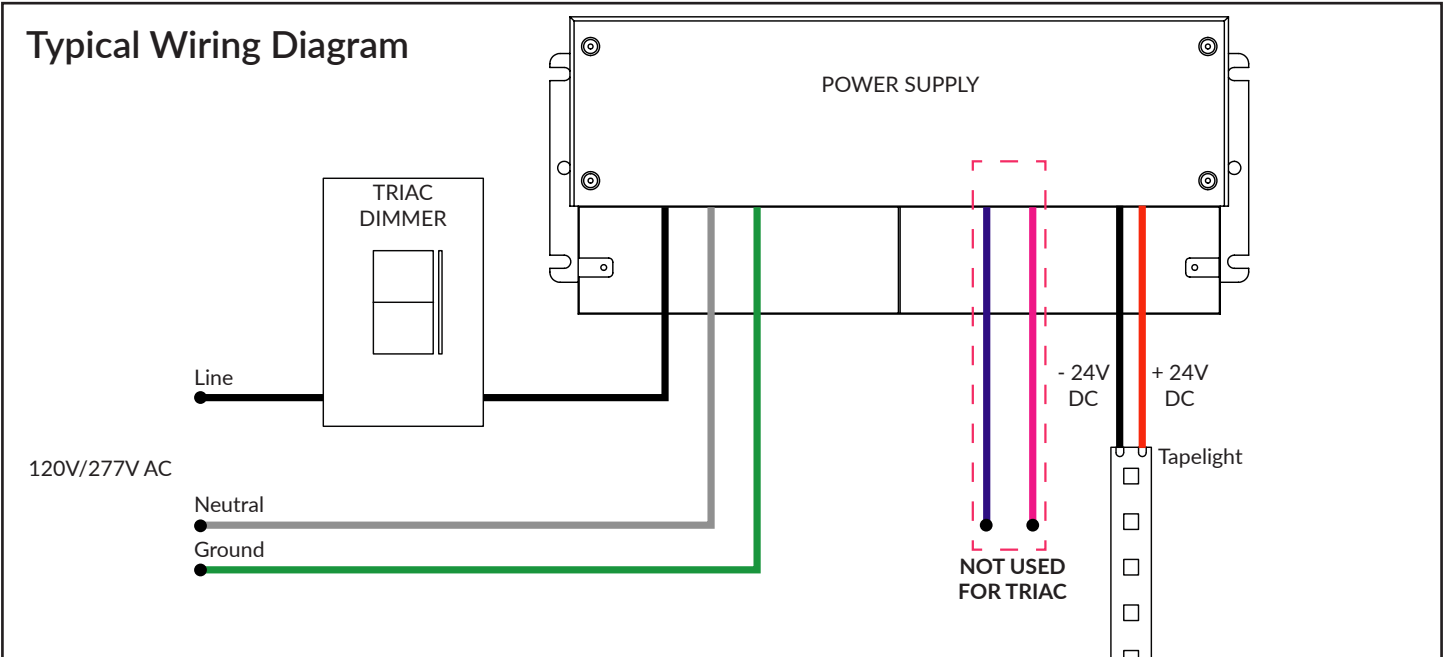 Typical Wiring Diagram
POWER SUPPLY
TRIAC
DIMMER
Line
- 24V
DC
+ 24V
DC
120V/277V AC
Tapelight
Neutral
Ground
NOT USED
FOR TRIAC